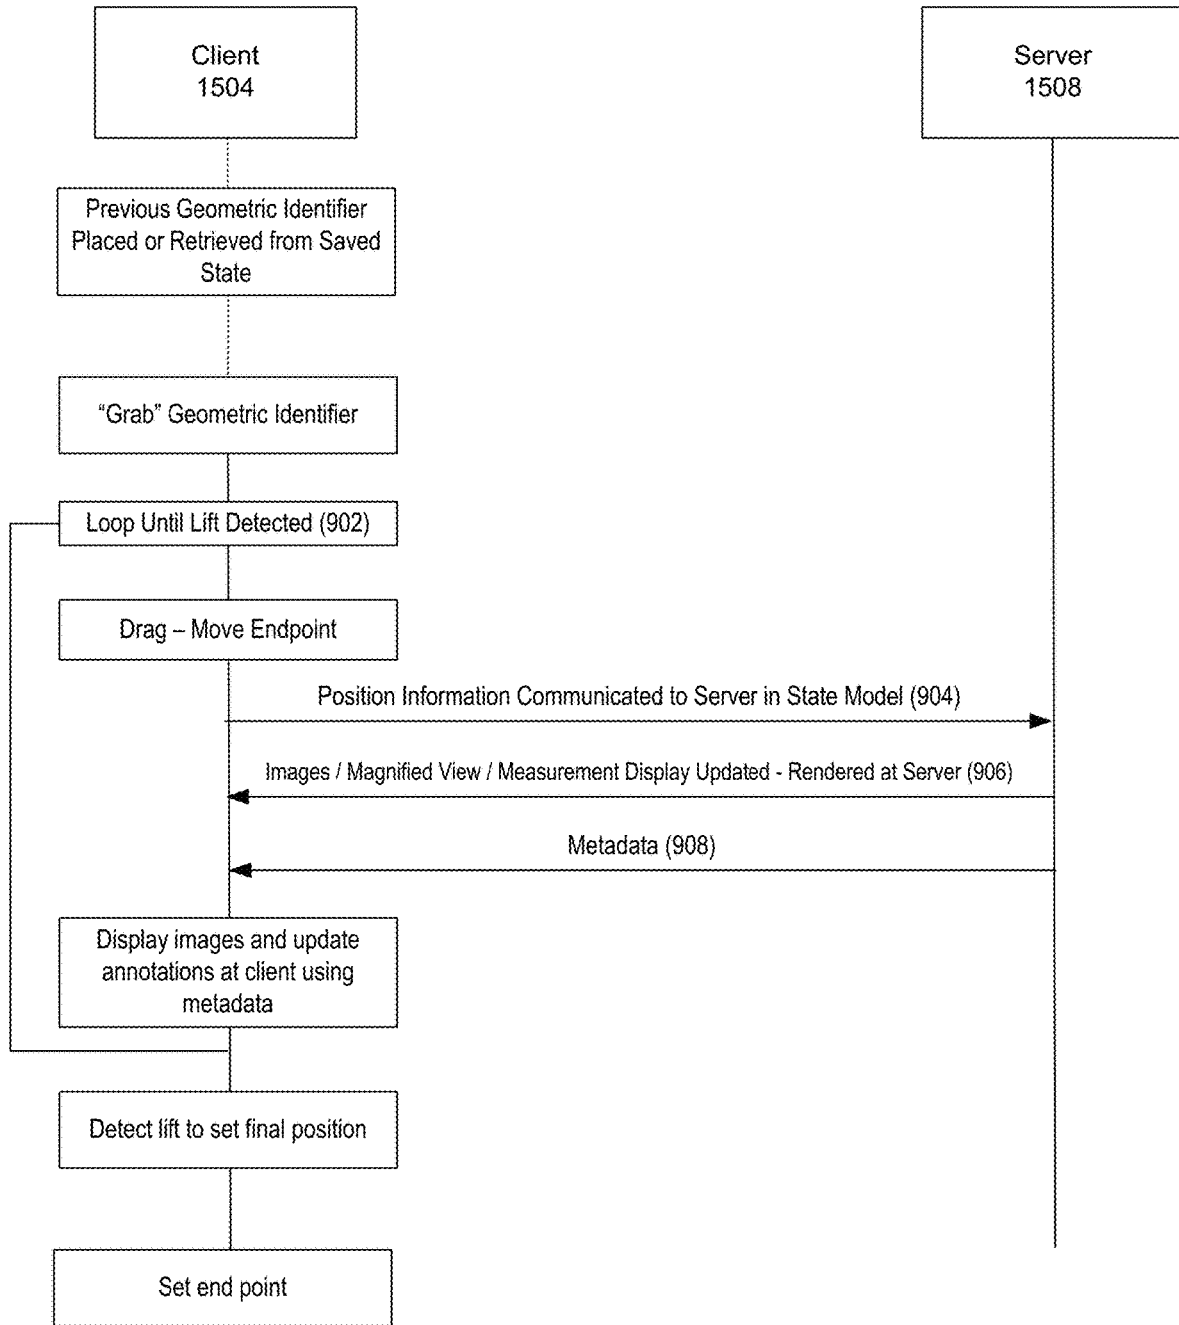 Client
1504
Server
1508
Previous Geometric Identifier
Placed or Retrieved from Saved
State
“Grab” Geometric Identifier
Loop Until Lift Detected (902)
Drag – Move Endpoint
Position Information Communicated to Server in State Model (904)
Images / Magnified View / Measurement Display Updated - Rendered at Server (906)
Metadata (908)
Display images and update
annotations at client using
metadata
Detect lift to set final position
Set end point